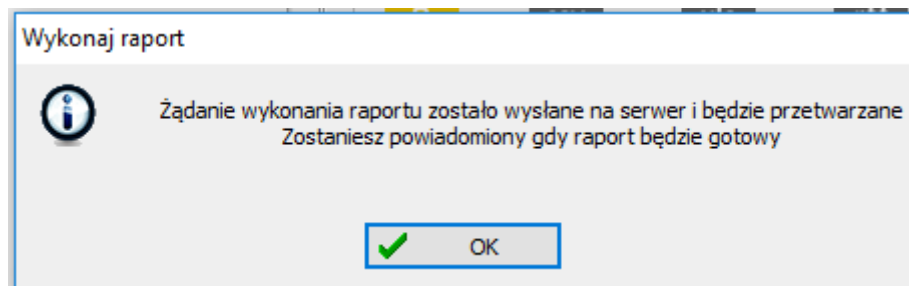 Wykonaj raport
Żądanie wykonania raportu zostało wysłane na serwer i będzie przetwarzane
Zostaniesz powiadomiony gdy raport będzie gotowy
OK